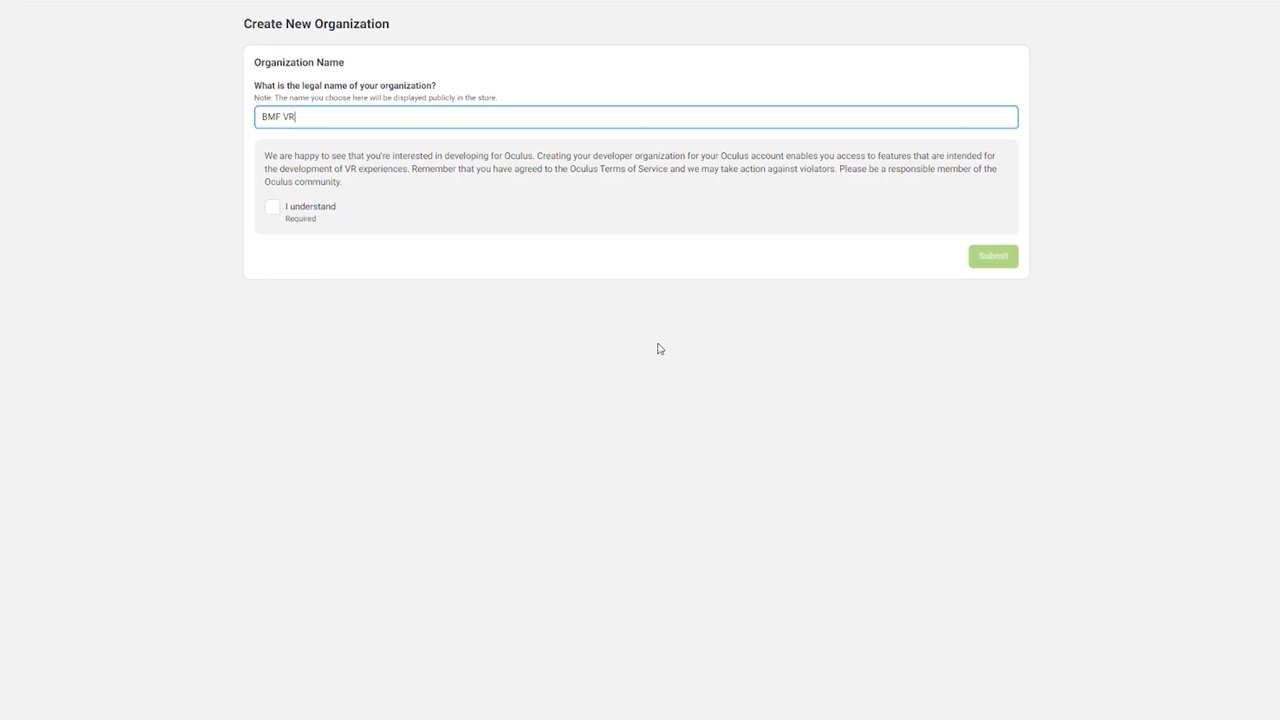 Create New Organization
Organization Name
What is the legal name of your organization?
Note: The name you choose here will be displayed publicly in the store.
BMF VR
We are happy to see that you're interested in developing for Oculus. Creating your developer organization for your Oculus account enables you access to features that are intended for
the development of VR experiences. Remember that you have agreed to the Oculus Terms of Service and we may take action against violators. Please be a responsible member of the
Oculus community.
I understand
Required
Submit